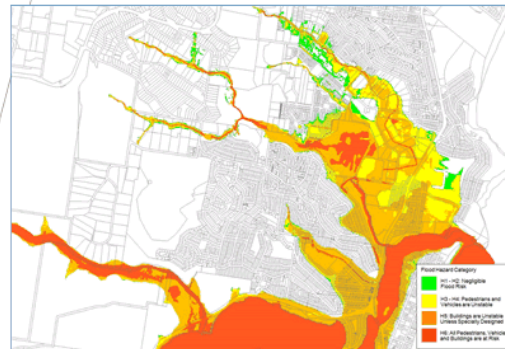 Flood Hazard Category
H1 - H2: Negligible
Flood Risk
H3 - H4: Pedestrians and
Vehicles are Unstable
H5: Buildings are Unstable
Unless Specially Designed
H6: All Pedestrians, Vehicles
and Buildings are at Risk